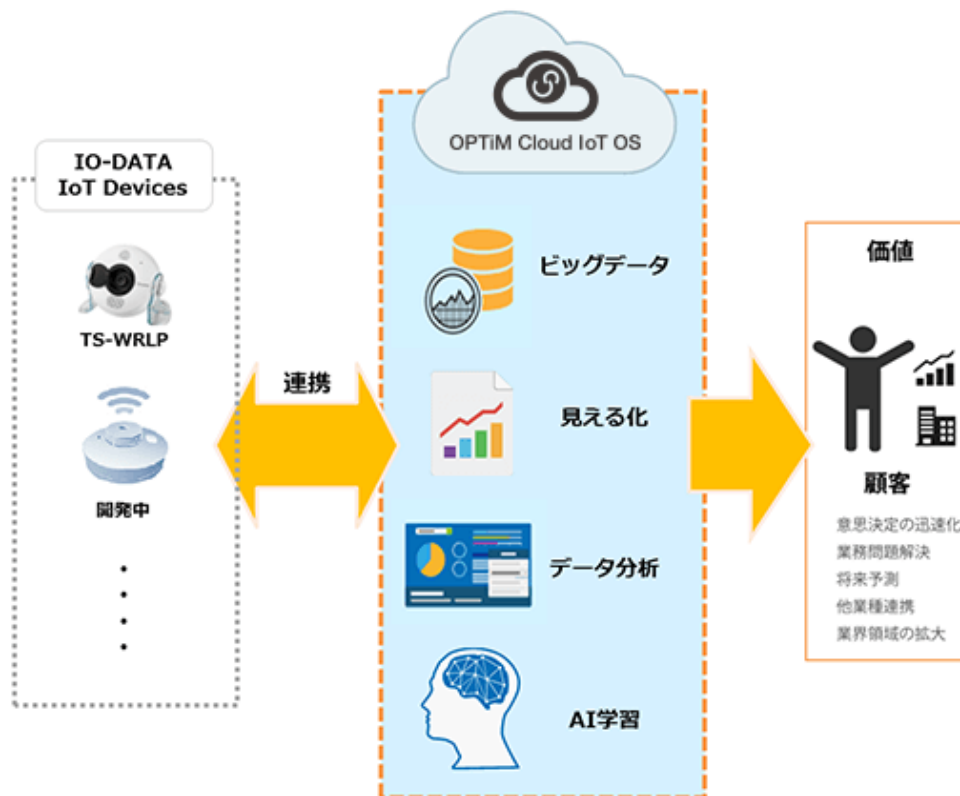 OPTiM Cloud IoT OS
IO-DATA
IoT Devices
TS-WRLP
開発中
連携
ビッグデータ
見える化
データ分析
AI学習
価値
顧客
意思決定の迅速化
業務問題解決
将来予測
他業種連携
業界領域の拡大